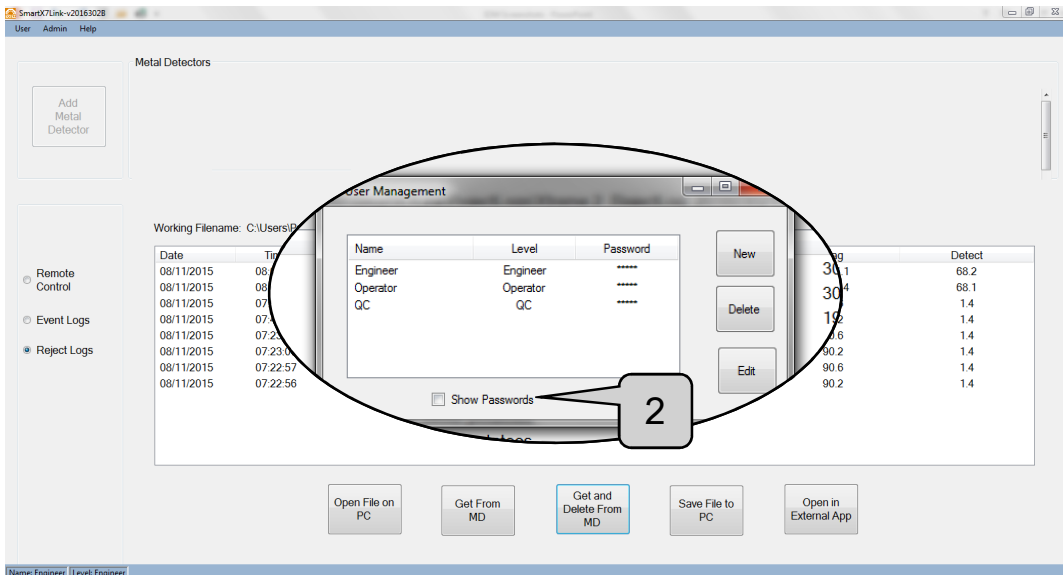 SmartX7Link-v2016302B
User Admin Help
Metal Detectors
Add
Metal
Detector
User Management
Working Filename: C:\Users\
Name Level Password
New
Engineer Engineer *****
Operator Operator *****
QC QC *****
Delete
Edit
Show Passwords
2
Date Detect
08/11/2015 68.2
08/11/2015 68.1
08/11/2015 1.4
08/11/2015 1.4
08/11/2015 1.4
08/11/2015 07:23:0 90.2 1.4
08/11/2015 07:22:57 90.6 1.4
08/11/2015 07:22:56 90.2 1.4
Remote
Control
Event Logs
Reject Logs
Open File on
PC
Get From
MD
Get and
Delete From
MD
Save File to
PC
Open in
External App
Name: Engineer Level: Engineer